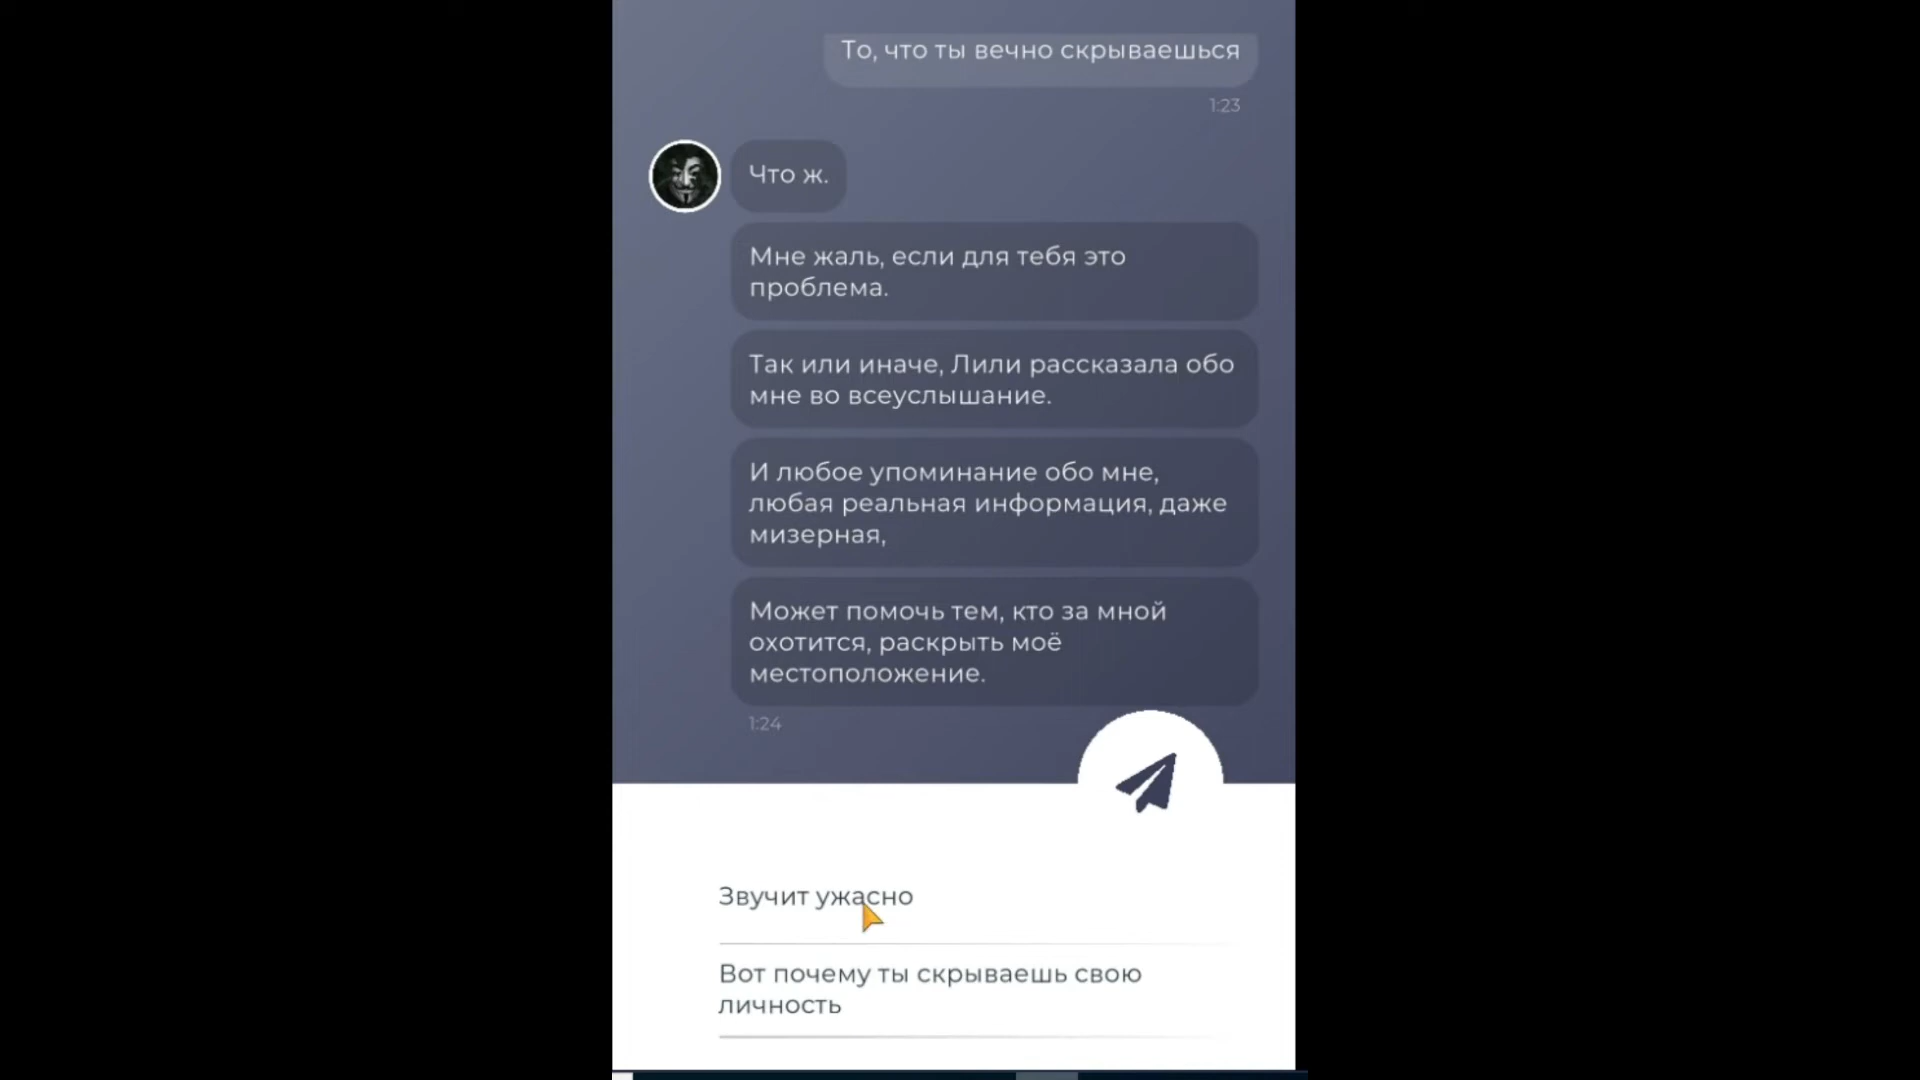 То, что ты вечно скрываешься
1:23
Что ж.
Мне жаль, если для тебя это
проблема.
Так или иначе, Лили рассказала обо
мне во всеуслышание.
И любое упоминание обо мне,
любая реальная информация, даже
мизерная,
Может помочь тем, кто за мной
охотится, раскрыть моё
местоположение.
1:24
Звучит ужасно
Вот почему ты скрываешь свою
личность